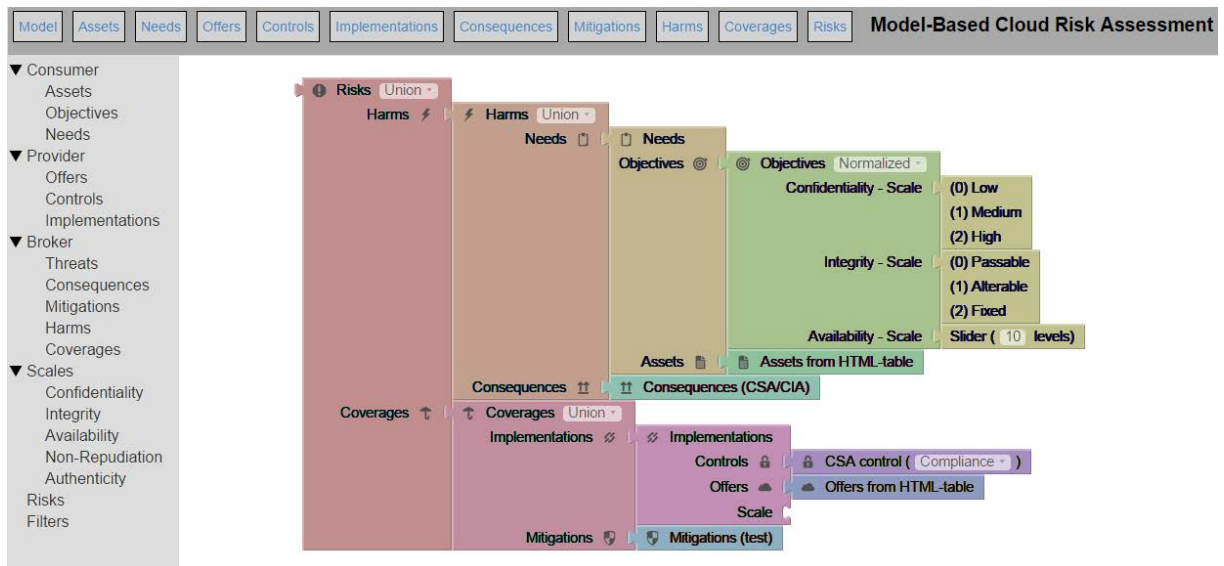 Model Assets Needs Offers Controls Implementations Consequences Mitigations Harms Coverages Risks Model-Based Cloud Risk Assessment
▼ Consumer
Assets
Objectives
Needs
▼ Provider
Offers
Controls
Implementations
▼ Broker
Threats
Consequences
Mitigations
Harms
Coverages
▼ Scales
Confidentiality
Integrity
Availability
Non-Repudiation
Authenticity
Risks
Filters
Risks Union
Harms Harms Union
Needs Needs
Objectives Objectives Normalized
Confidentiality - Scale (0) Low
(1) Medium
(2) High
Integrity - Scale (0) Passable
(1) Alterable
(2) Fixed
Availability - Scale Slider ( 10 levels)
Assets Assets from HTML-table
Consequences Consequences (CSA/CIA)
Coverages Coverages Union
Implementations Implementations
Controls CSA control ( Compliance )
Offers Offers from HTML-table
Scale
Mitigations Mitigations (test)